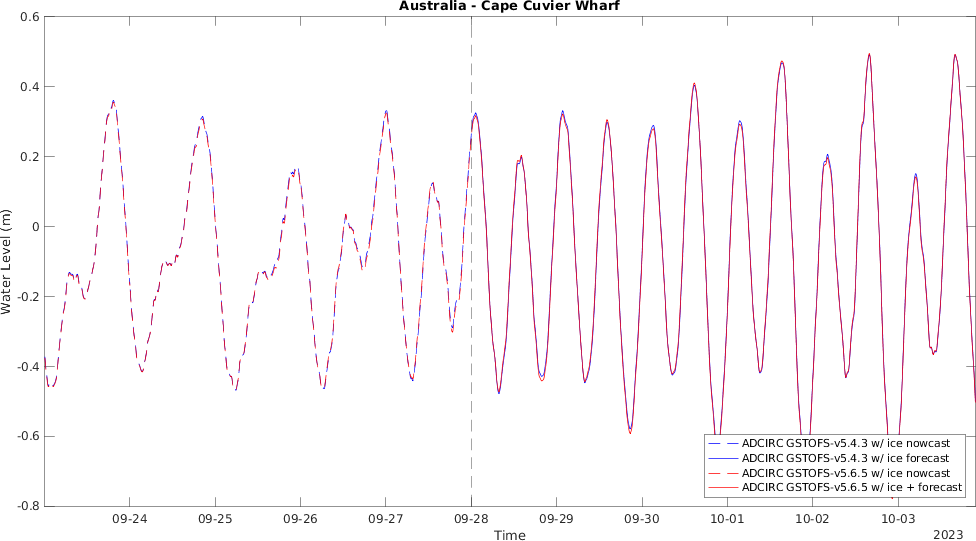 Australia - Cape Cuvier Wharf
0.6
0.4
0.2
0
-0.2
-0.4
-0.6
-0.8
Water Level (m)
ADCIRC GSTOFS-v5.4.3 w/ ice nowcast
ADCIRC GSTOFS-v5.4.3 w/ ice forecast
ADCIRC GSTOFS-v5.6.5 w/ ice nowcast
ADCIRC GSTOFS-v5.6.5 w/ ice + forecast
09-24 09-25 09-26 09-27 09-28 09-29 09-30 10-01 10-02 10-03
Time
2023